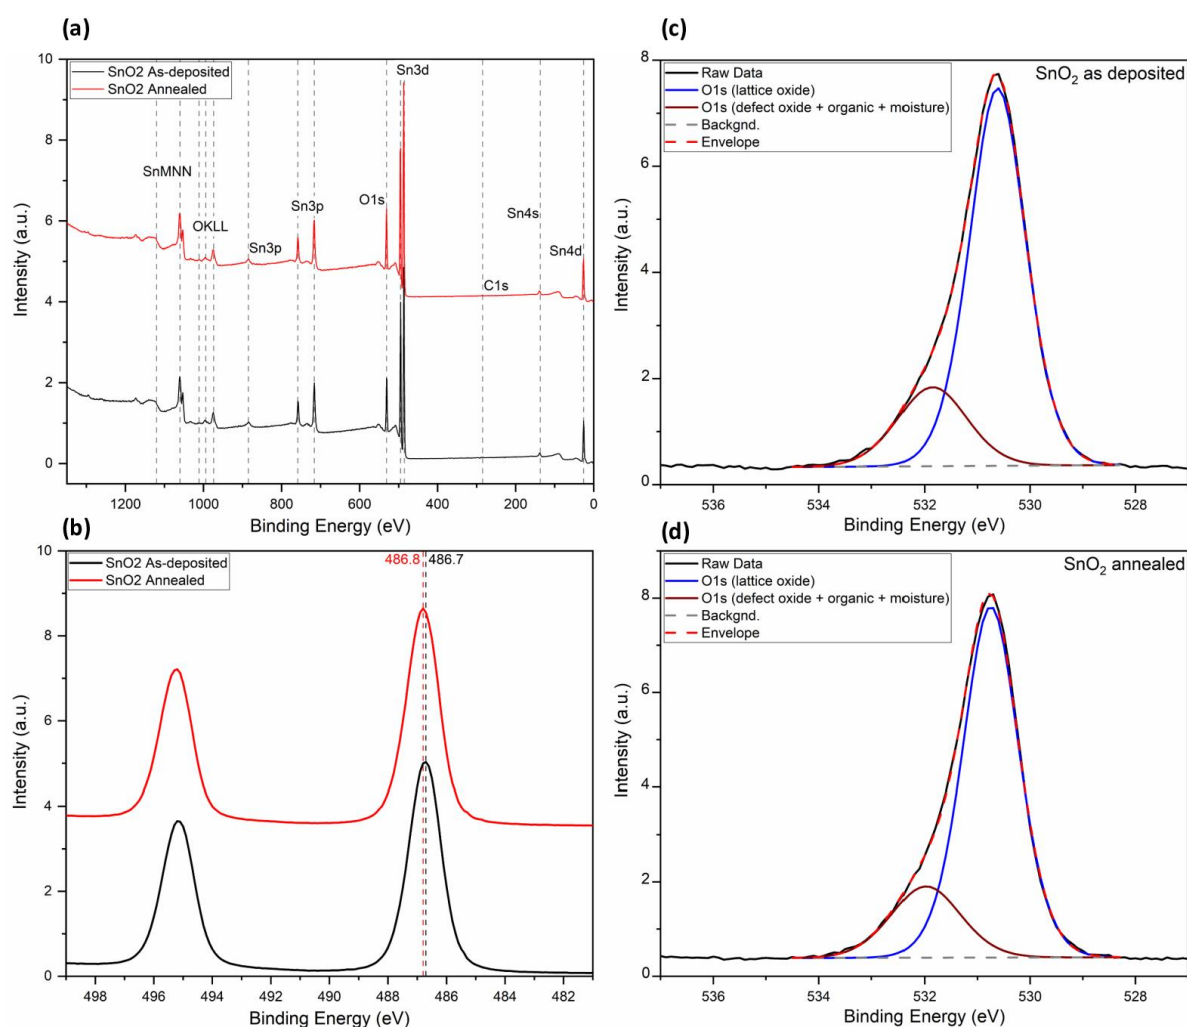 (a)
10
8
6
4
2
0
Intensity (a.u.)
SnO2 As-deposited
SnO2 Annealed
SnMNN
OKLL
Sn3p
Sn3p
O1s
Sn3d
C1s
Sn4s
Sn4d
1200 1000 800 600 400 200 0
Binding Energy (eV)
(b)
10
8
6
4
2
0
Intensity (a.u.)
SnO2 As-deposited
SnO2 Annealed
486.8 486.7
498 496 494 492 490 488 486 484 482
Binding Energy (eV)
(c)
8
6
4
2
0
Intensity (a.u.)
Raw Data
O1s (lattice oxide)
O1s (defect oxide + organic + moisture)
Backgnd.
Envelope
SnO₂ as deposited
536 534 532 530 528
Binding Energy (eV)
(d)
8
6
4
2
0
Intensity (a.u.)
Raw Data
O1s (lattice oxide)
O1s (defect oxide + organic + moisture)
Backgnd.
Envelope
SnO₂ annealed
536 534 532 530 528
Binding Energy (eV)